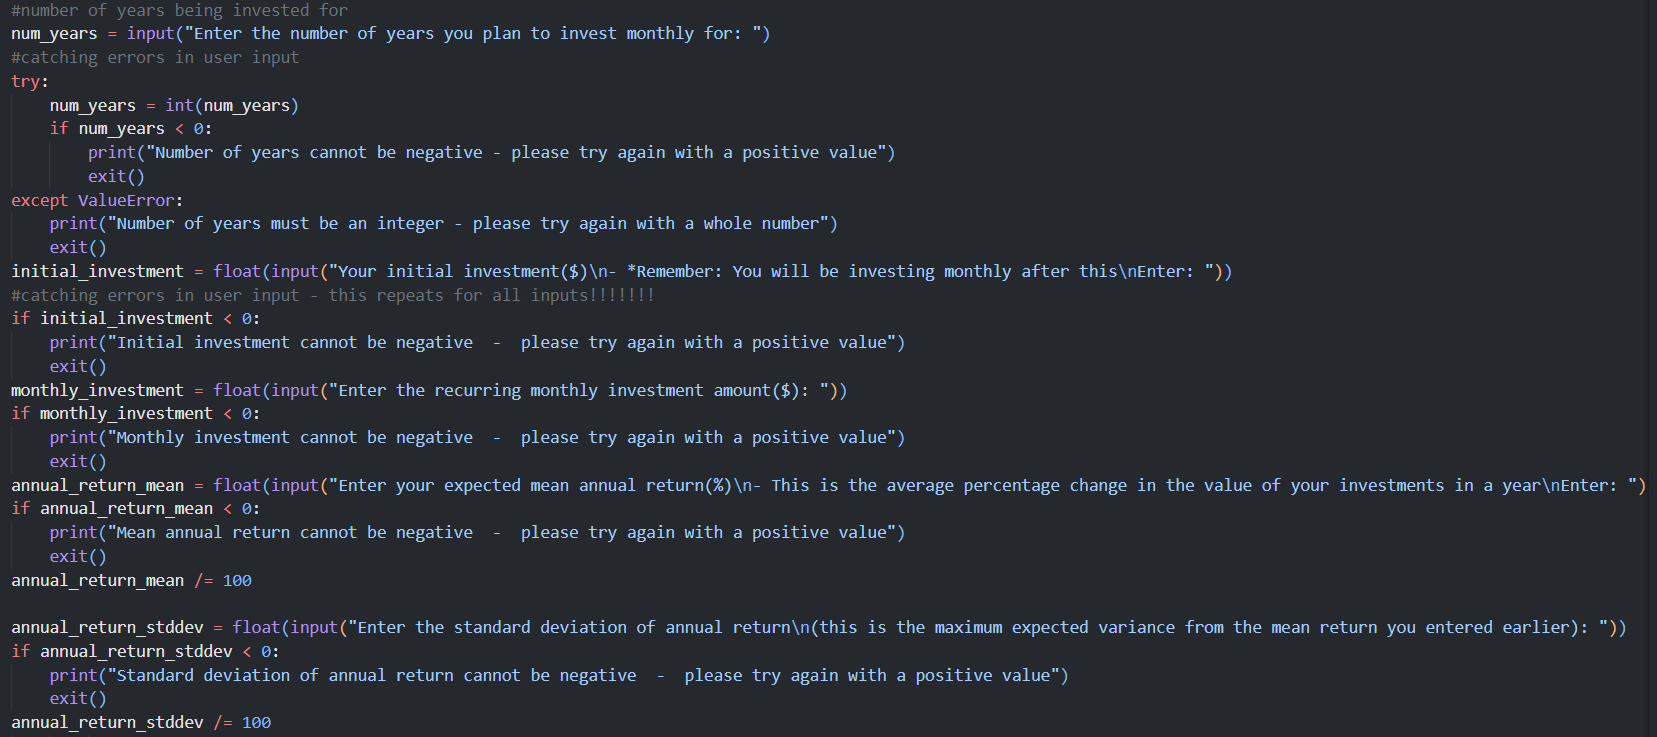 #number of years being invested for
num_years = input("Enter the number of years you plan to invest monthly for: ")
#catching errors in user input
try:
    num_years = int(num_years)
    if num_years < 0:
        print("Number of years cannot be negative - please try again with a positive value")
        exit()
except ValueError:
    print("Number of years must be an integer - please try again with a whole number")
    exit()
initial_investment = float(input("Your initial investment($)\n- *Remember: You will be investing monthly after this\nEnter: "))
#catching errors in user input - this repeats for all inputs!!!!!!!
if initial_investment < 0:
    print("Initial investment cannot be negative  -  please try again with a positive value")
    exit()
monthly_investment = float(input("Enter the recurring monthly investment amount($): "))
if monthly_investment < 0:
    print("Monthly investment cannot be negative  -  please try again with a positive value")
    exit()
annual_return_mean = float(input("Enter your expected mean annual return(%)\n- This is the average percentage change in the value of your investments in a year\nEnter: ")
if annual_return_mean < 0:
    print("Mean annual return cannot be negative  -  please try again with a positive value")
    exit()
annual_return_mean /= 100

annual_return_stddev = float(input("Enter the standard deviation of annual return\n(this is the maximum expected variance from the mean return you entered earlier): "))
if annual_return_stddev < 0:
    print("Standard deviation of annual return cannot be negative  -  please try again with a positive value")
    exit()
annual_return_stddev /= 100